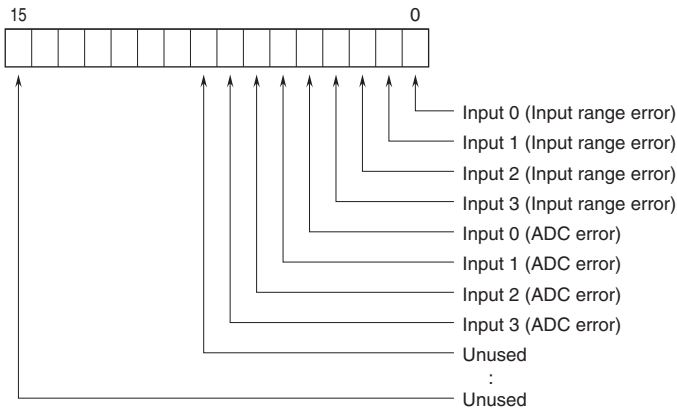 15 0
Input 0 (Input range error)
Input 1 (Input range error)
Input 2 (Input range error)
Input 3 (Input range error)
Input 0 (ADC error)
Input 1 (ADC error)
Input 2 (ADC error)
Input 3 (ADC error)
Unused
:
Unused